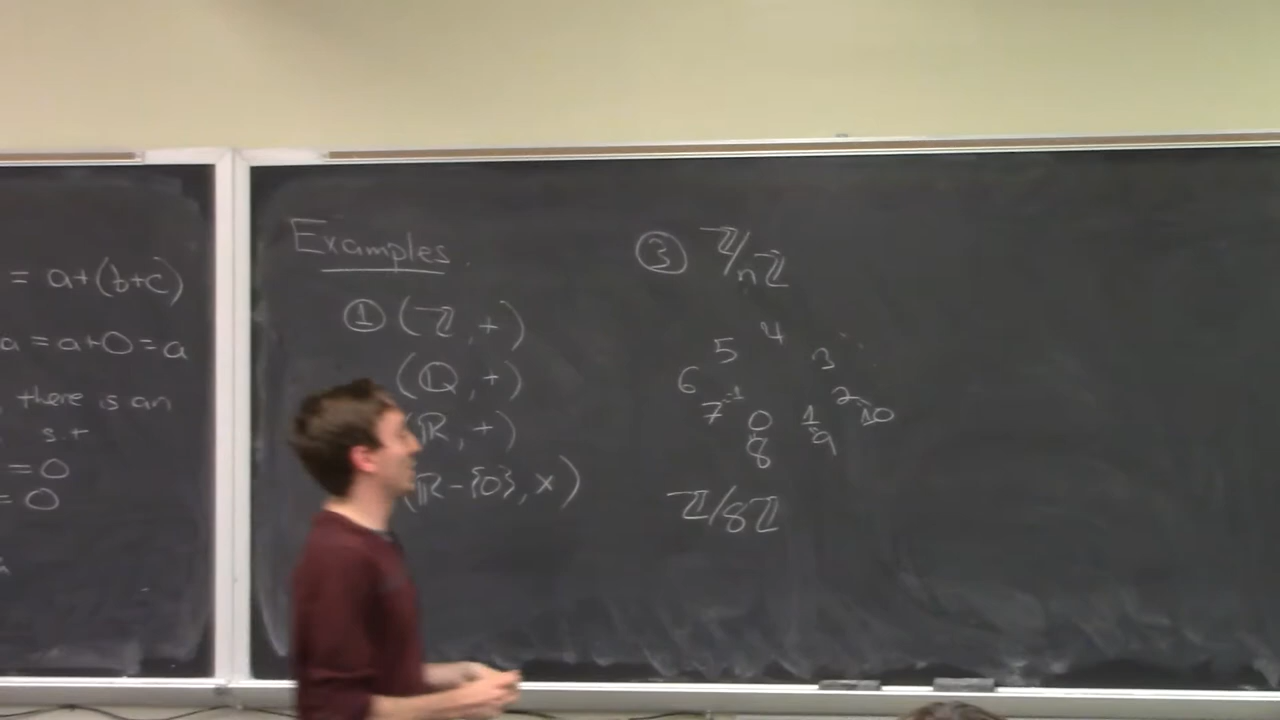 = a+(b+c)
a = a+0 = a
, there is an
s.t
= 0
= 0
Examples
① (ℤ, +)
(ℚ, +)
(ℝ, +)
(ℝ-{0}, ×)
③ ℤ/nℤ
4
5 3
6 2 10
7 -1 0 1
8 9
ℤ/8ℤ